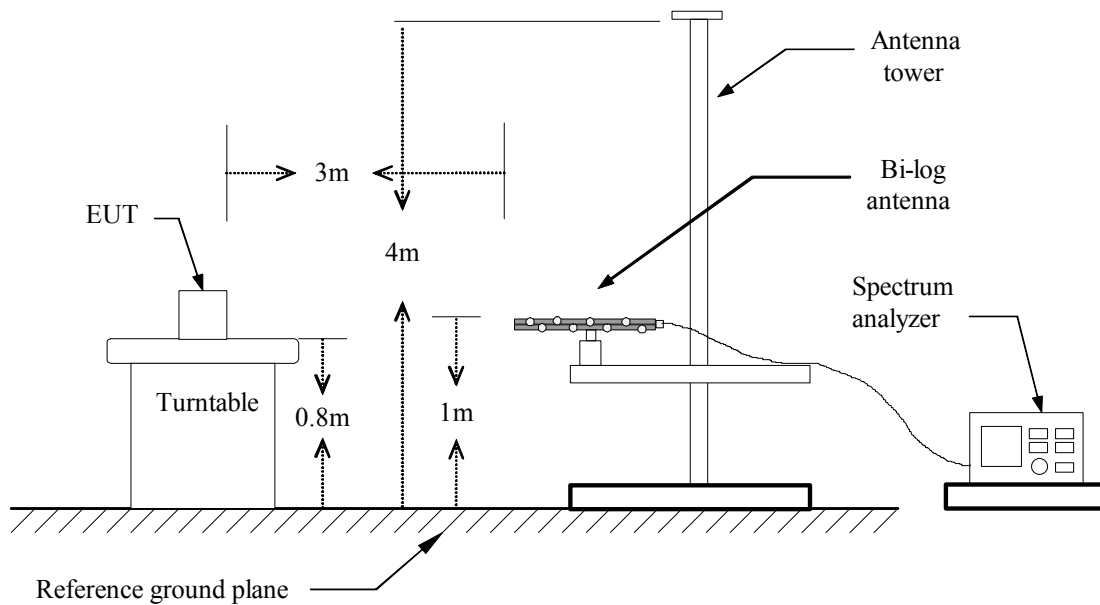 Antenna
tower
3m
Bi-log
antenna
EUT
4m
Spectrum
analyzer
Turntable
0.8m
1m
Reference ground plane